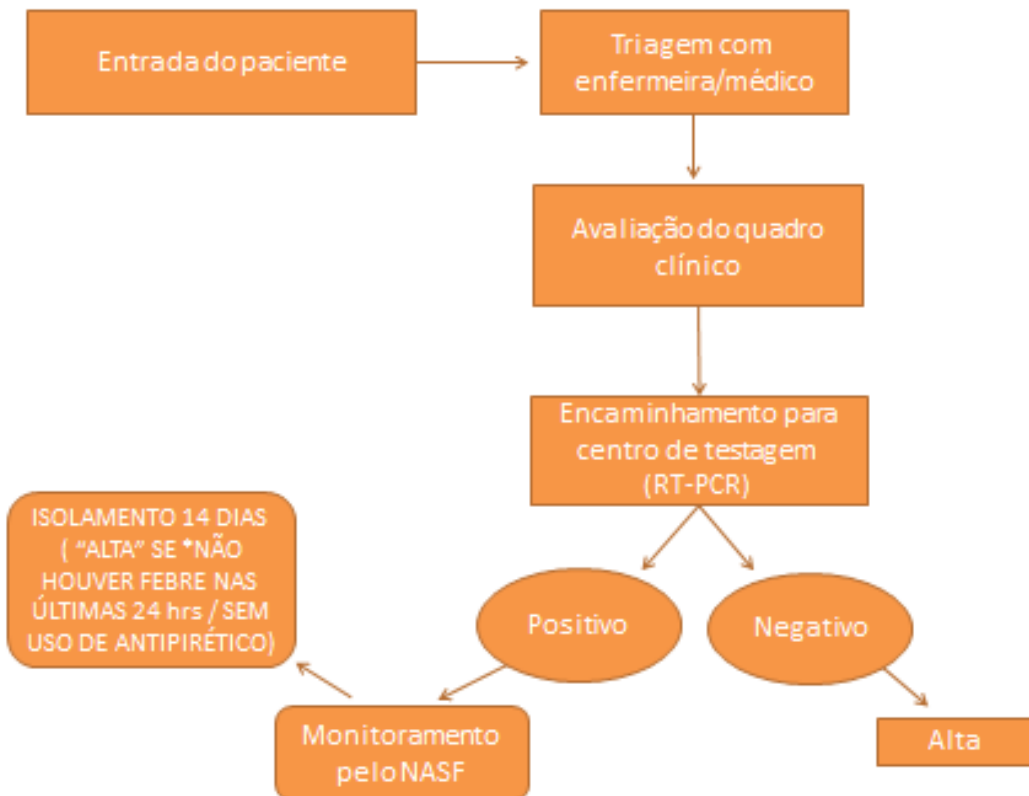 Entrada do paciente
Triagem com
enfermeira/médico
Avaliação do quadro
clínico
Encaminhamento para
centro de testagem
(RT-PCR)
Positivo
Negativo
Monitoramento
pelo NASF
Alta
ISOLAMENTO 14 DIAS
( “ALTA” SE *NÃO
HOUVER FEBRE NAS
ÚLTIMAS 24 hrs / SEM
USO DE ANTIPIRÉTICO)